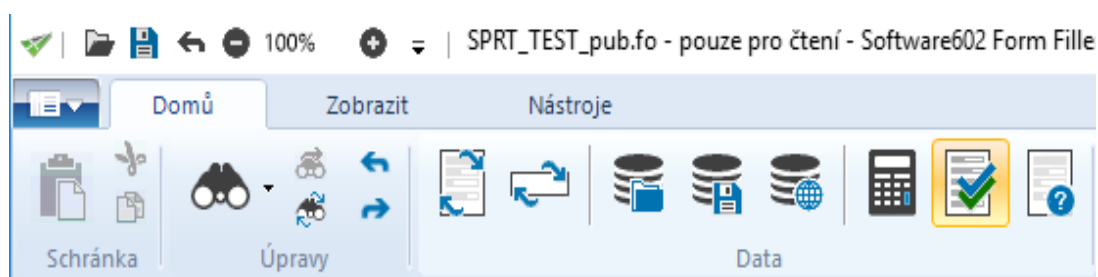 100% | SPRT_TEST_pub.fo - pouze pro čtení - Software602 Form Fille
Domů Zobrazit Nástroje
Schránka Úpravy Data